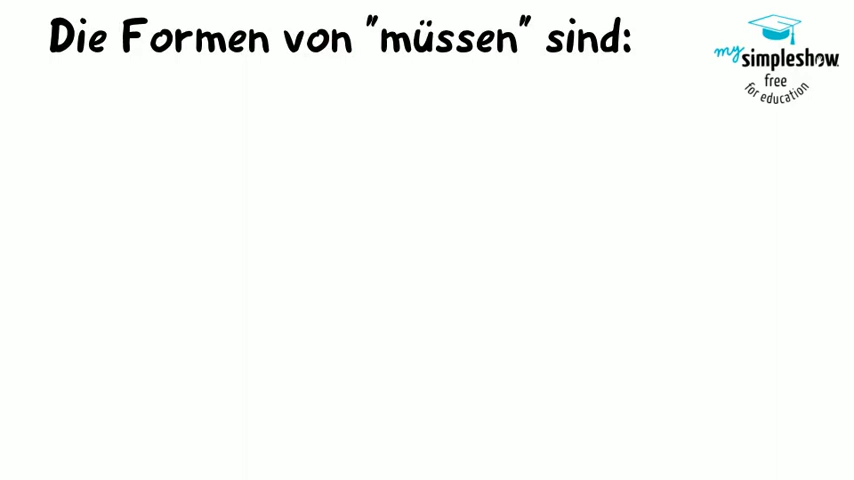 Die Formen von "müssen" sind:
my
simpleshow
free
for education